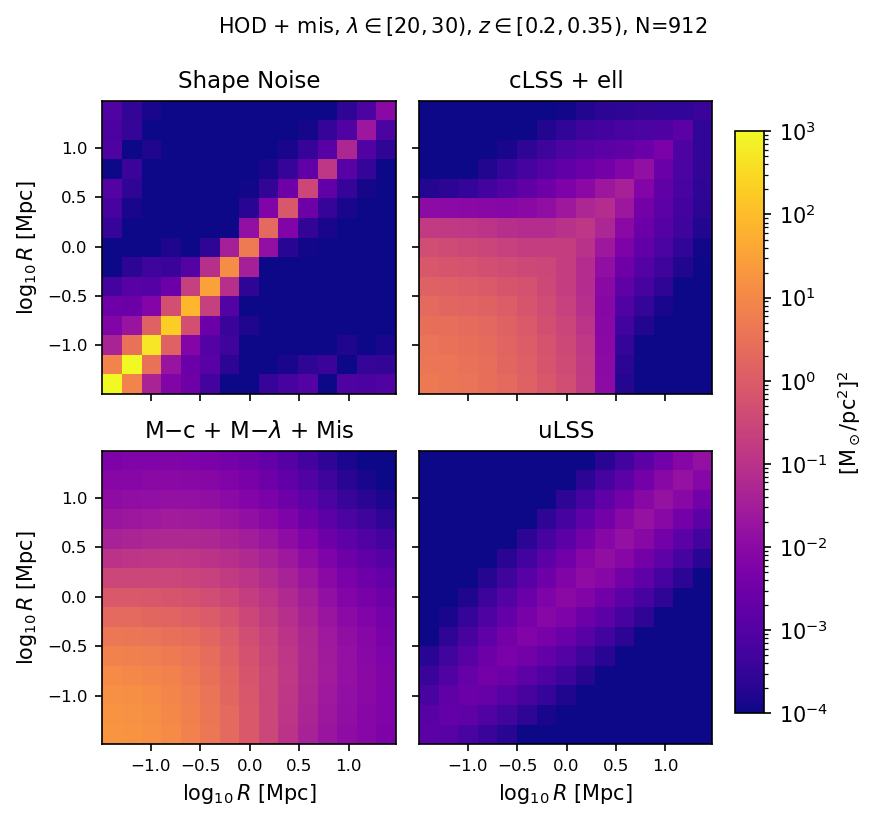 HOD + mis, λ ∈ [20, 30), z ∈ [0.2, 0.35), N=912
Shape Noise
cLSS + ell
log₁₀ R [Mpc]
1.0
0.5
0.0
−0.5
−1.0
M−c + M−λ + Mis
uLSS
log₁₀ R [Mpc]
1.0
0.5
0.0
−0.5
−1.0
−1.0 −0.5 0.0 0.5 1.0
−1.0 −0.5 0.0 0.5 1.0
log₁₀ R [Mpc]
log₁₀ R [Mpc]
10³
10²
10¹
10⁰
10⁻¹
10⁻²
10⁻³
10⁻⁴
[M⊙/pc²]²